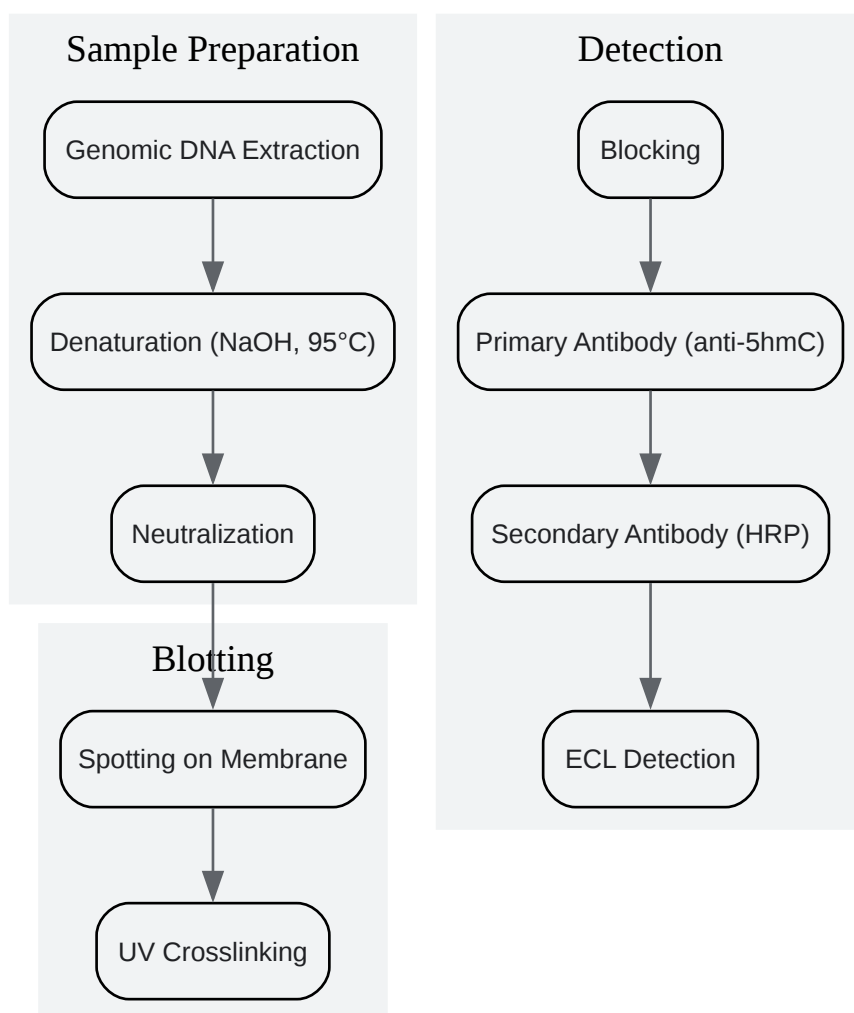 Sample Preparation
Genomic DNA Extraction
Denaturation (NaOH, 95°C)
Neutralization
Blotting
Spotting on Membrane
UV Crosslinking
Detection
Blocking
Primary Antibody (anti-5hmC)
Secondary Antibody (HRP)
ECL Detection